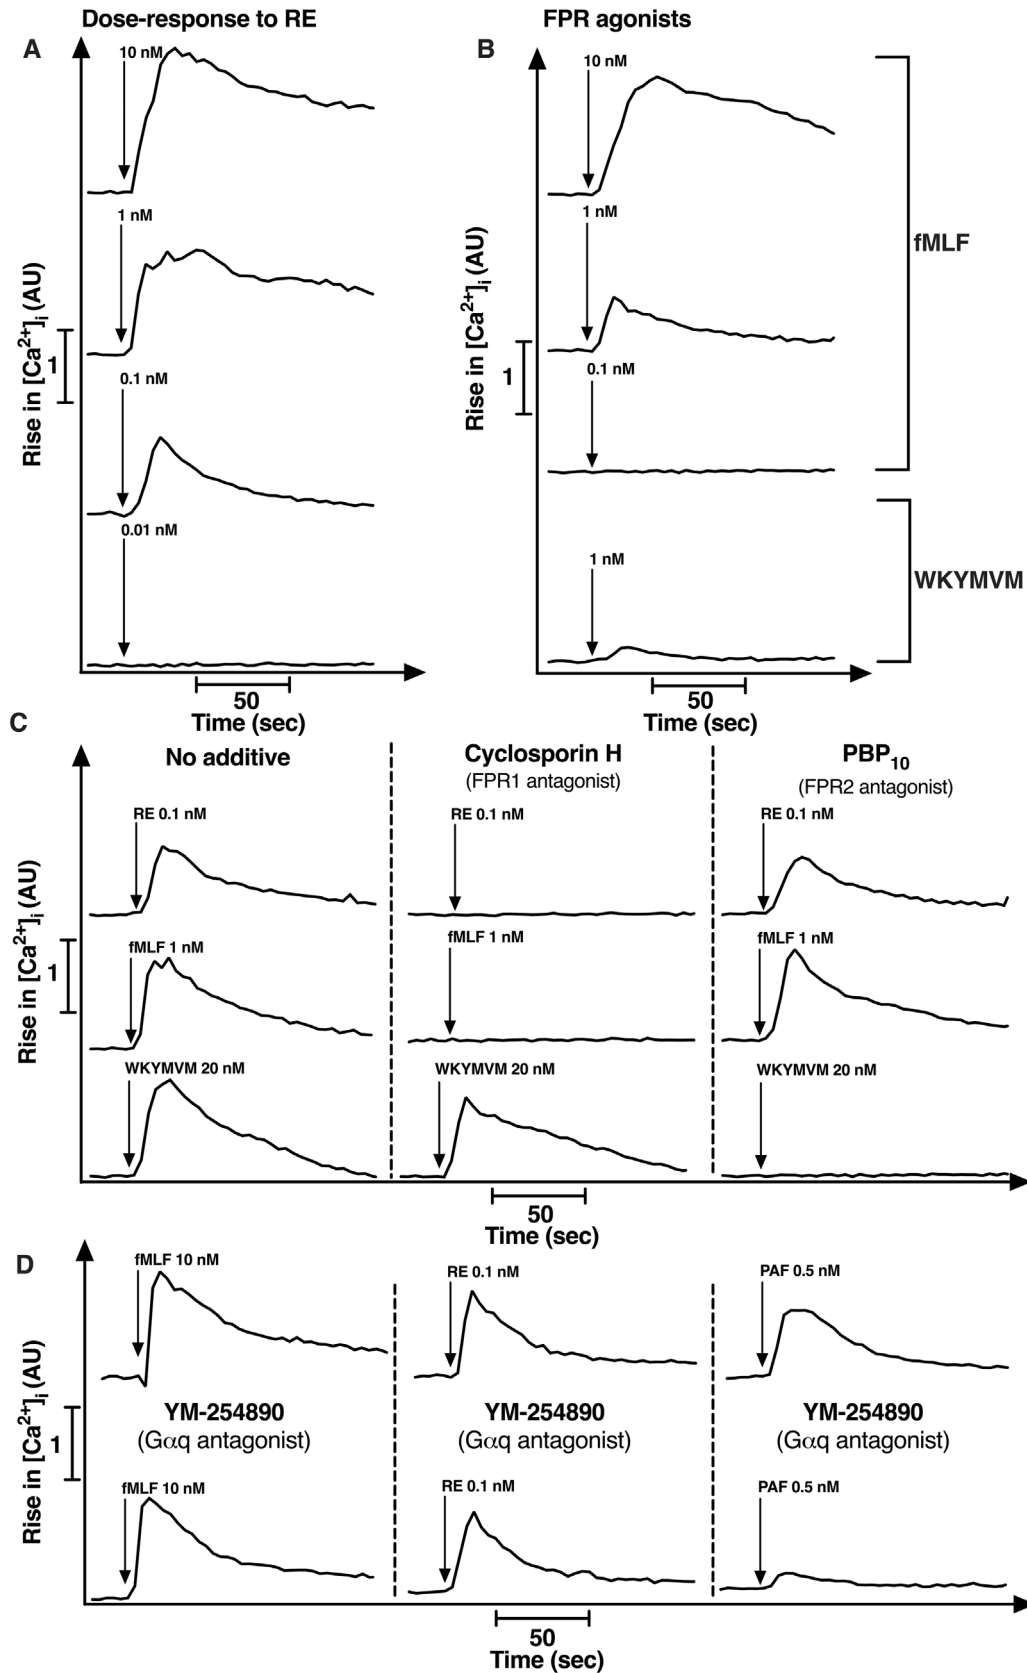 Dose-response to RE
FPR agonists
A
B
10 nM
1 nM
0.1 nM
0.01 nM
Rise in [Ca2+]i (AU)
1
50
Time (sec)
10 nM
1 nM
0.1 nM
1 nM
Rise in [Ca2+]i (AU)
1
fMLF
WKYMVM
50
Time (sec)
C
No additive
Cyclosporin H
(FPR1 antagonist)
PBP10
(FPR2 antagonist)
RE 0.1 nM
RE 0.1 nM
RE 0.1 nM
fMLF 1 nM
fMLF 1 nM
fMLF 1 nM
WKYMVM 20 nM
WKYMVM 20 nM
WKYMVM 20 nM
Rise in [Ca2+]i (AU)
1
50
Time (sec)
D
fMLF 10 nM
RE 0.1 nM
PAF 0.5 nM
YM-254890
(Gαq antagonist)
YM-254890
(Gαq antagonist)
YM-254890
(Gαq antagonist)
fMLF 10 nM
RE 0.1 nM
PAF 0.5 nM
Rise in [Ca2+]i (AU)
1
50
Time (sec)